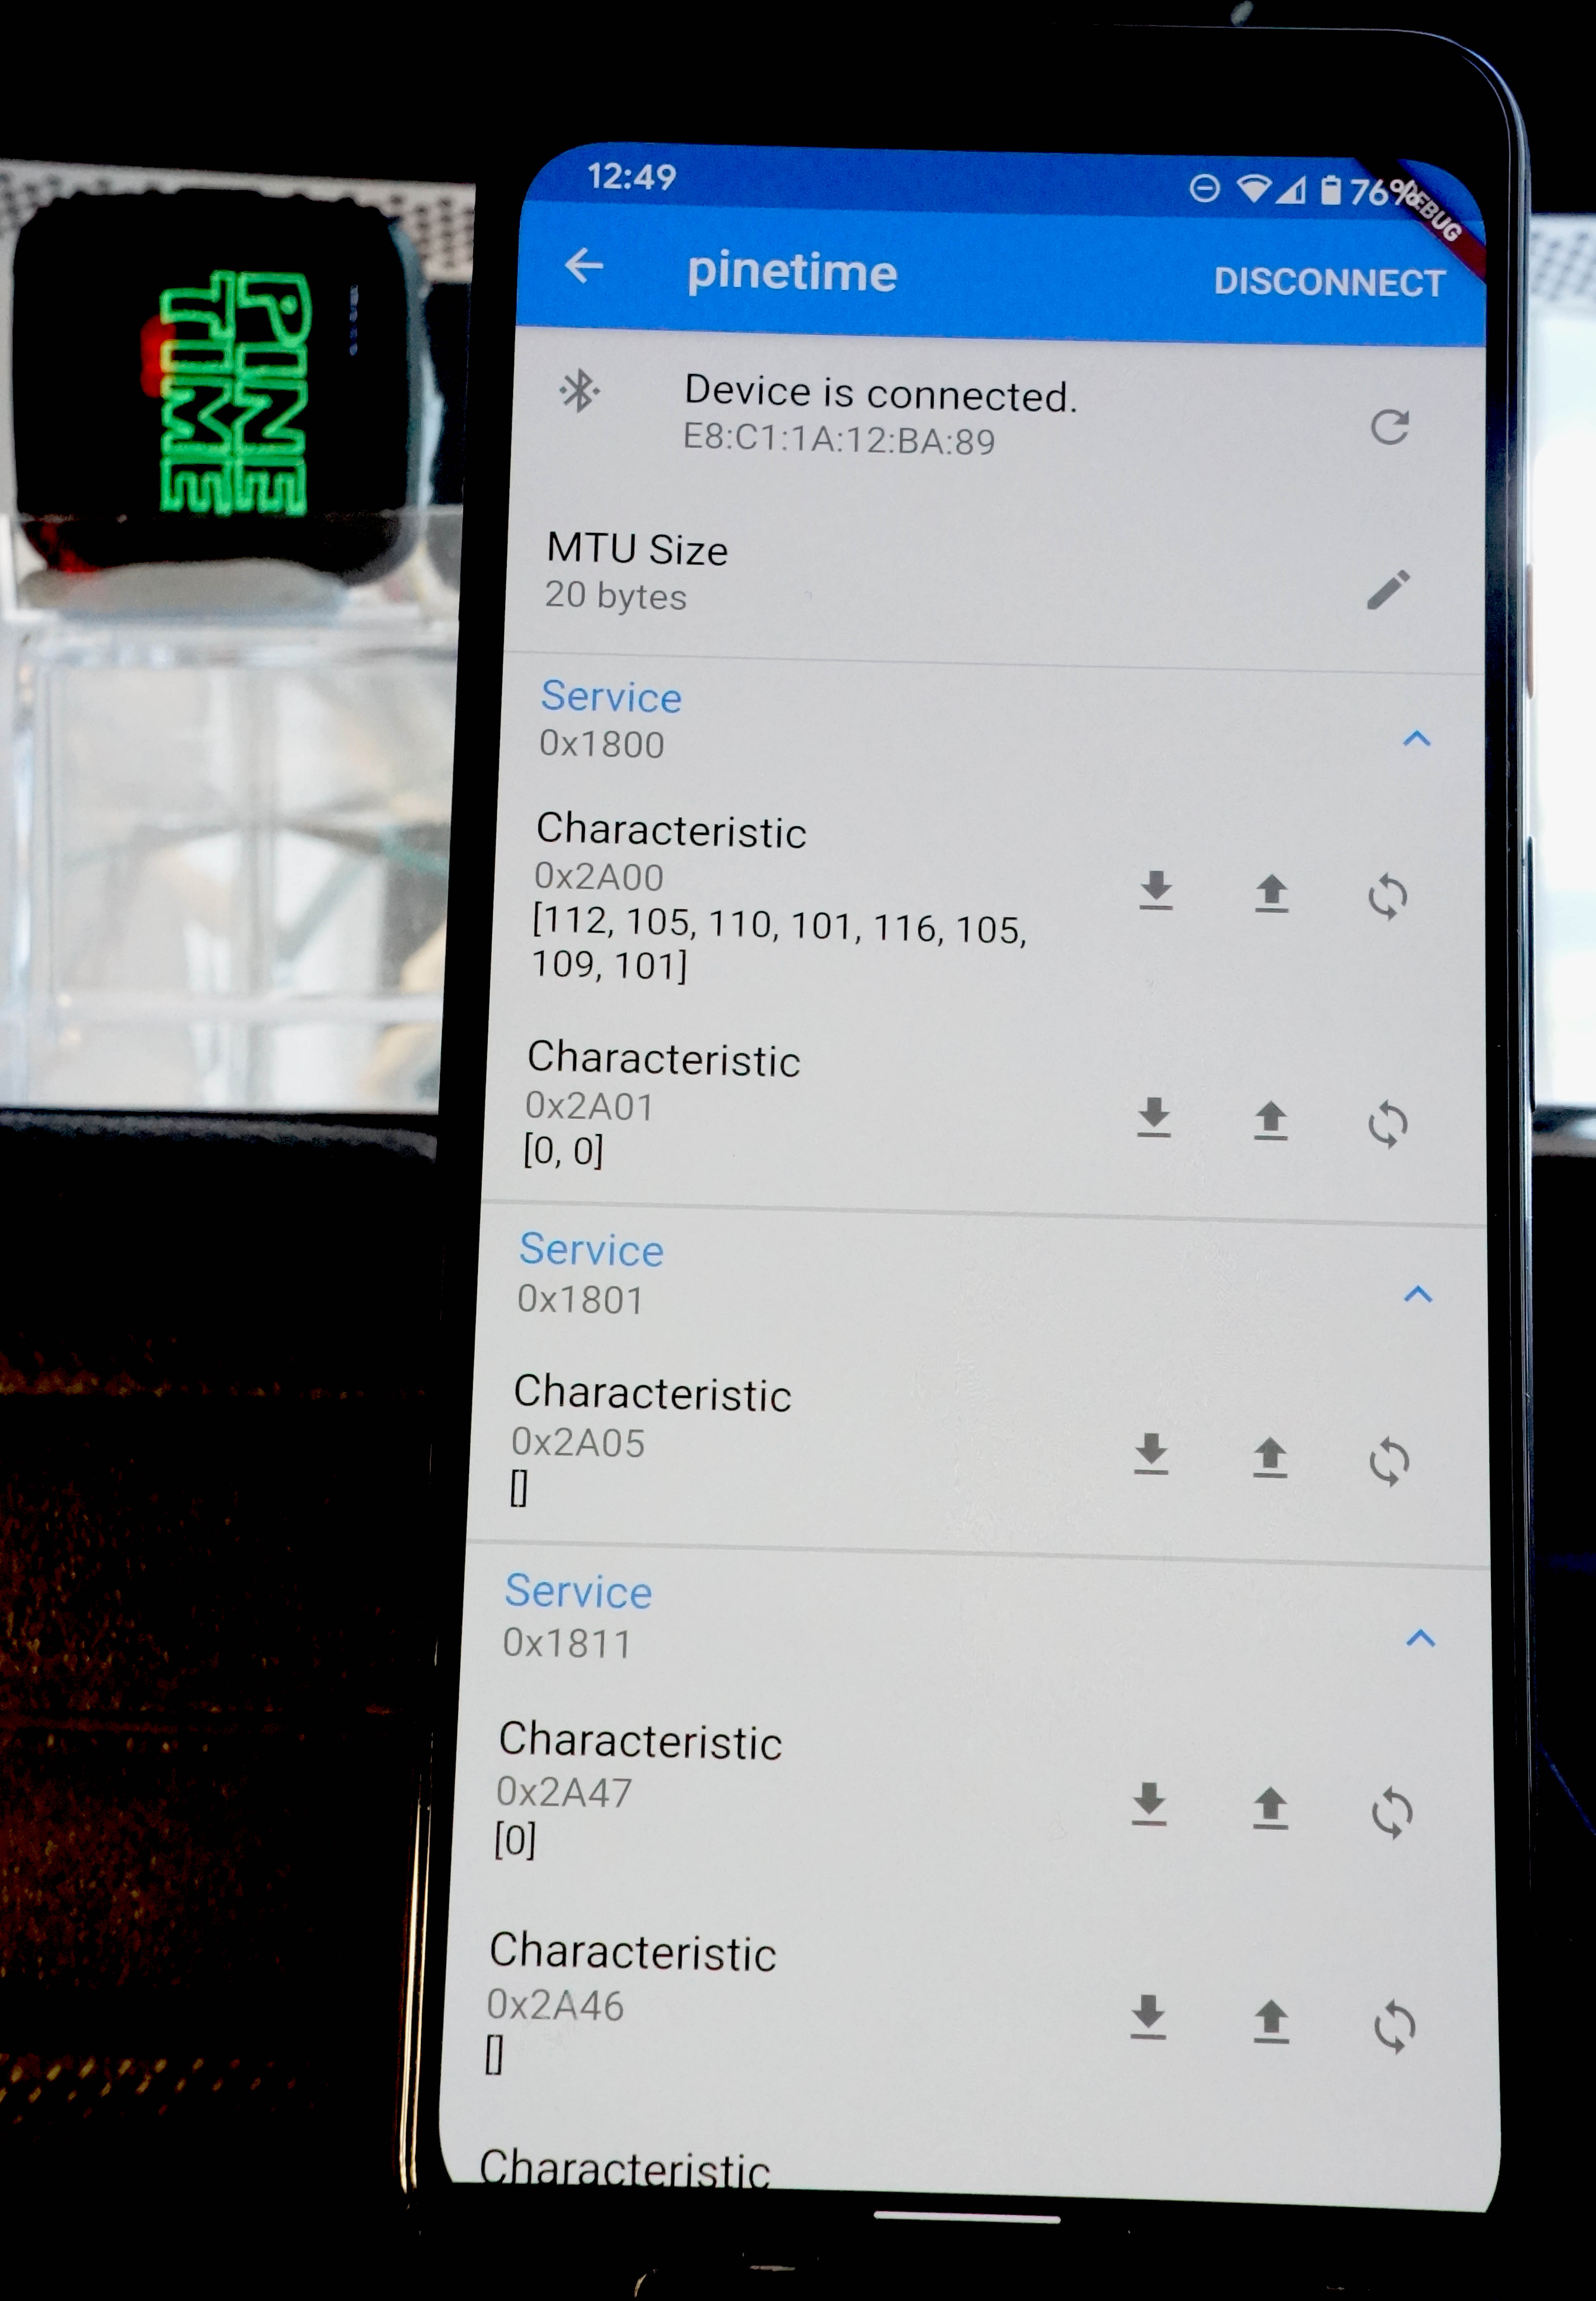 PINE
TIME
12:49
76%
DEBUG
pinetime
DISCONNECT
Device is connected.
E8:C1:1A:12:BA:89
MTU Size
20 bytes
Service
0x1800
Characteristic
0x2A00
[112, 105, 110, 101, 116, 105,
109, 101]
Characteristic
0x2A01
[0, 0]
Service
0x1801
Characteristic
0x2A05
[]
Service
0x1811
Characteristic
0x2A47
[0]
Characteristic
0x2A46
[]
Characteristic